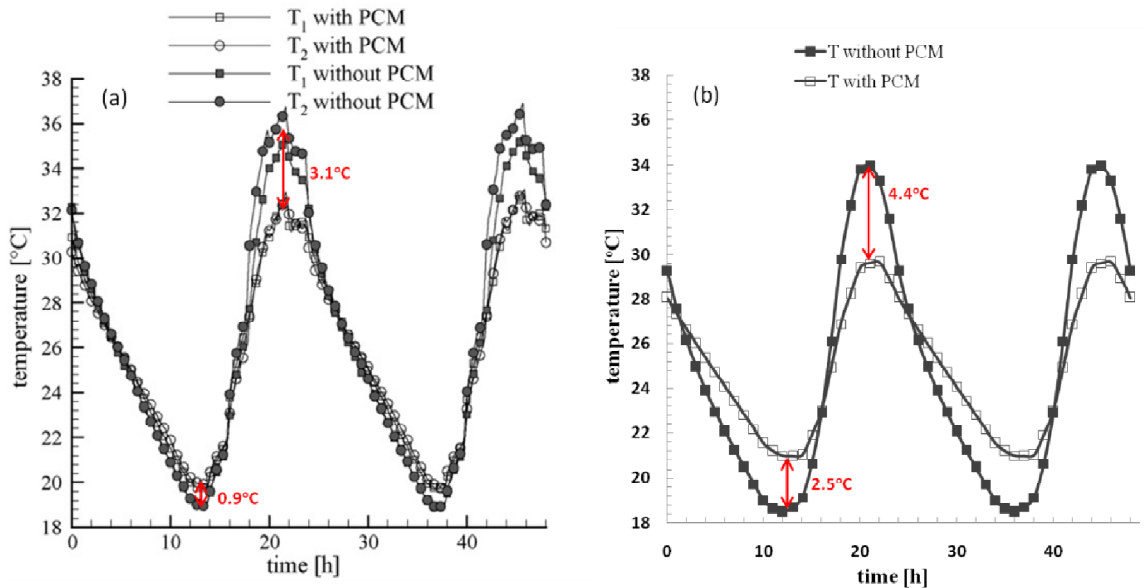 T1 with PCM
T2 with PCM
T1 without PCM
T2 without PCM
(a)
38
36
34
32
30
28
26
24
22
20
18
temperature [°C]
3.1°C
0.9°C
0 20 40
time [h]
T without PCM
T with PCM
(b)
38
36
34
32
30
28
26
24
22
20
18
temperature [°C]
4.4°C
2.5°C
0 10 20 30 40
time [h]